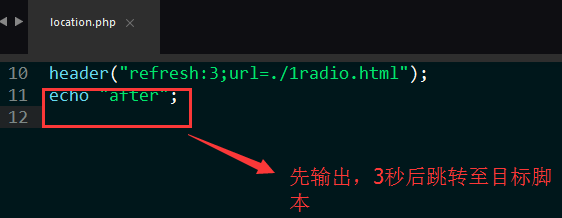 location.php
10 header("refresh:3;url=./1radio.html");
11 echo "after";
12
先输出，3秒后跳转至目标脚
本